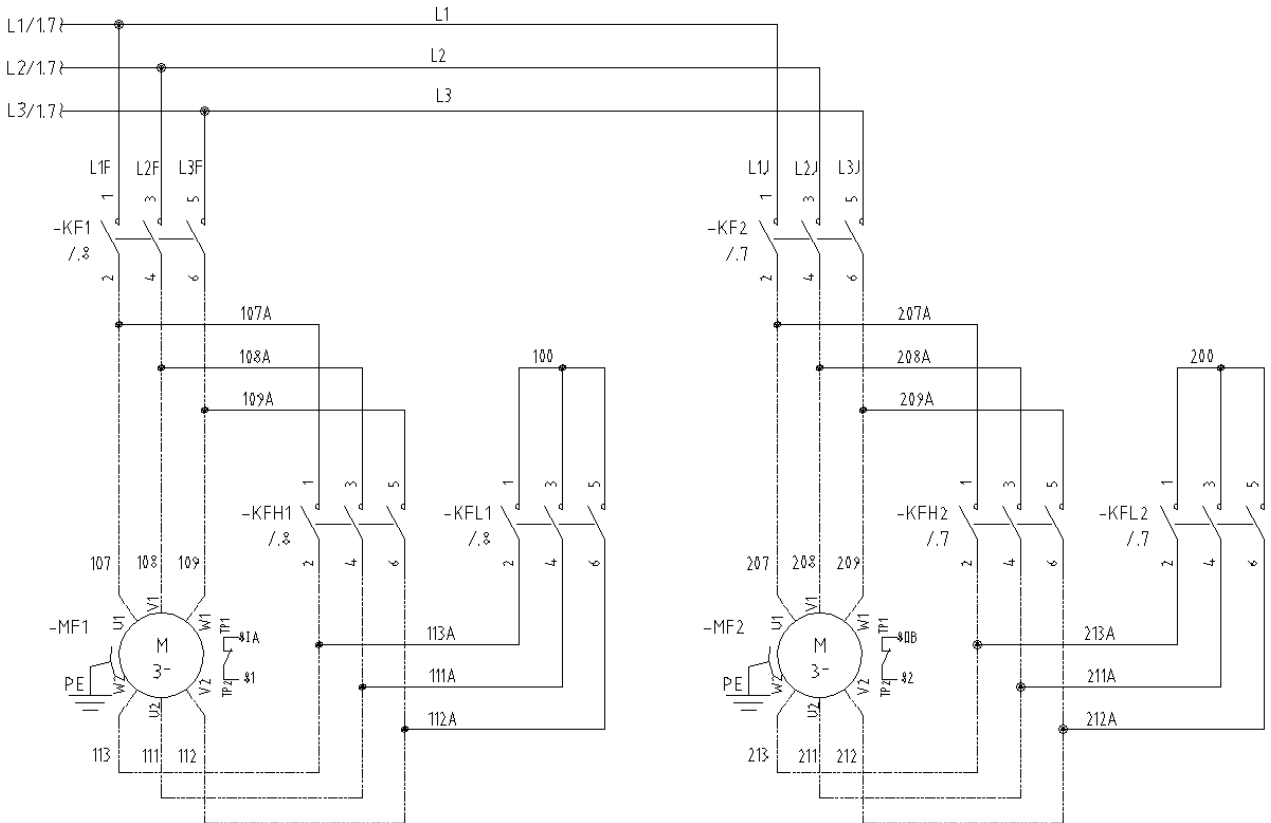 L1
L1/1.7
L2
L2/1.7
L3
L3/1.7
L1F L2F L3F L1J L2J L3J
1 3 5 1 3 5
-KF1 -KF2
/.8 /.7
2 4 6 2 4 6
107A 207A
108A 100 208A 200
109A 209A
1 3 5 1 3 5 1 3 5 1 3 5
-KFH1 -KFL1 -KFH2 -KFL2
/.8 /.8 /.7 /.7
2 4 6 2 4 6 2 4 6 2 4 6
107 108 109 207 208 209
-MF1 U1 V1 W1 TP1 -MF2 U1 V1 W1 TP1
M M
3~ 3~
113A 213A
PE W2 U2 V2 TP2 81 PE W2 U2 V2 TP2 82
111A 211A
112A 212A
113 111 112 213 211 212